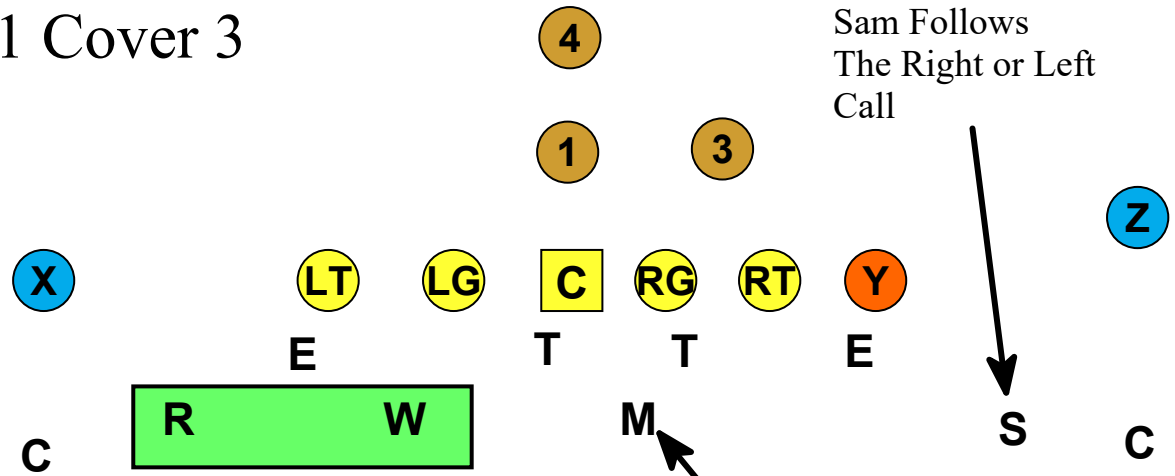 1 Cover 3
Sam Follows
The Right or Left
Call
4
1 3
Z
X LT LG C RG RT Y
E T T E
R W M S
C C